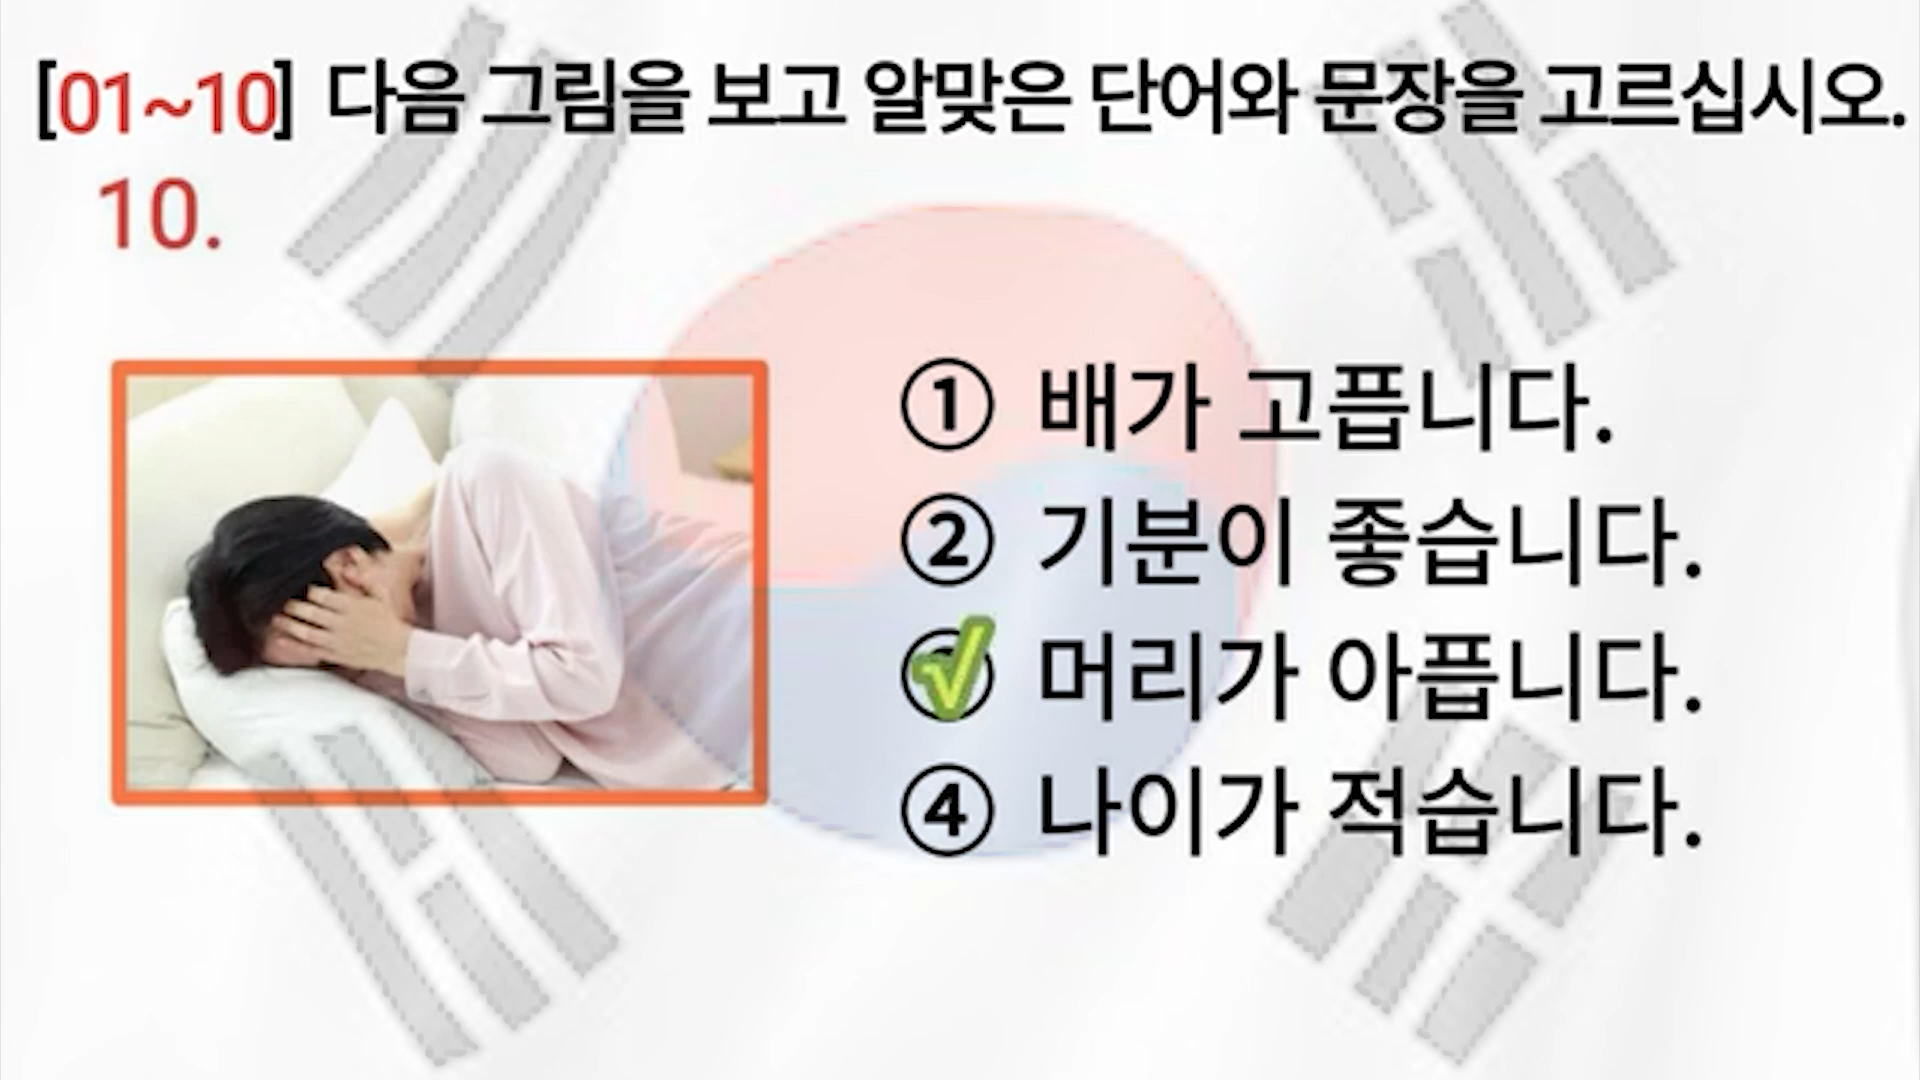 [01~10] 다음 그림을 보고 알맞은 단어와 문장을 고르십시오.
10.
① 배가 고픕니다.
② 기분이 좋습니다.
머리가 아픕니다.
④ 나이가 적습니다.